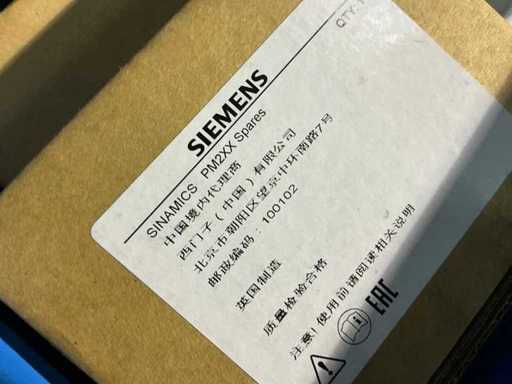 QTY: 1
SIEMENS
SINAMICS PM2XX Spares
中国境内代理商
西门子(中国)有限公司
北京市朝阳区望京中环南路7号
邮政编码:100102
英国制造
质量检验合格
注意!使用前请阅读相关说明
EAC